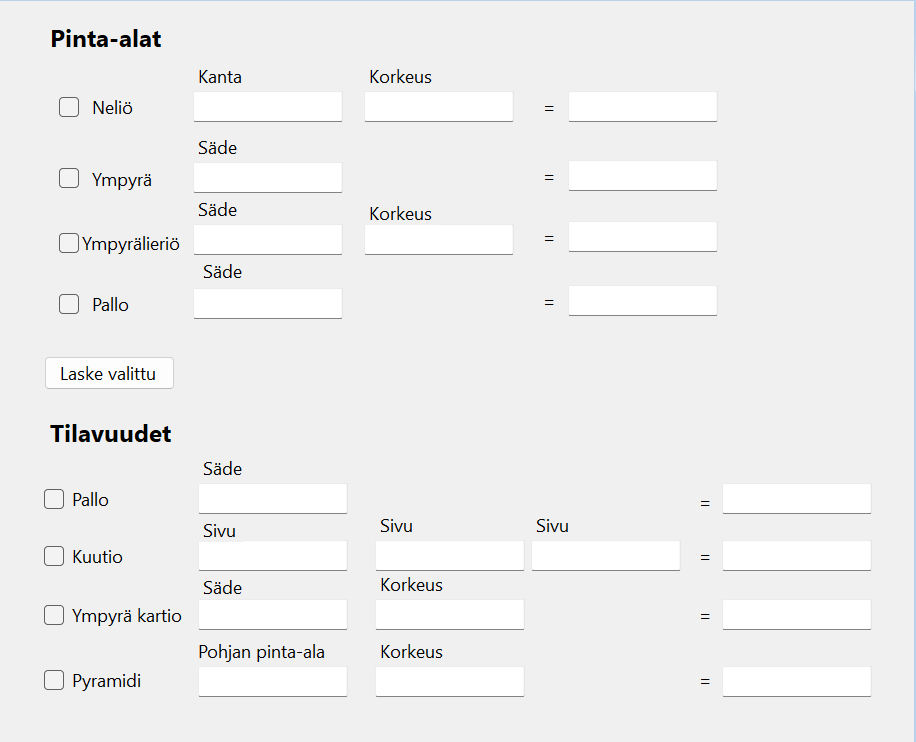 Pinta-alat
Kanta Korkeus
Neliö =
Säde
Ympyrä =
Säde Korkeus
Ympyrälieriö =
Säde
Pallo =
Laske valittu
Tilavuudet
Säde
Pallo =
Sivu Sivu Sivu
Kuutio =
Säde Korkeus
Ympyrä kartio =
Pohjan pinta-ala Korkeus
Pyramidi =